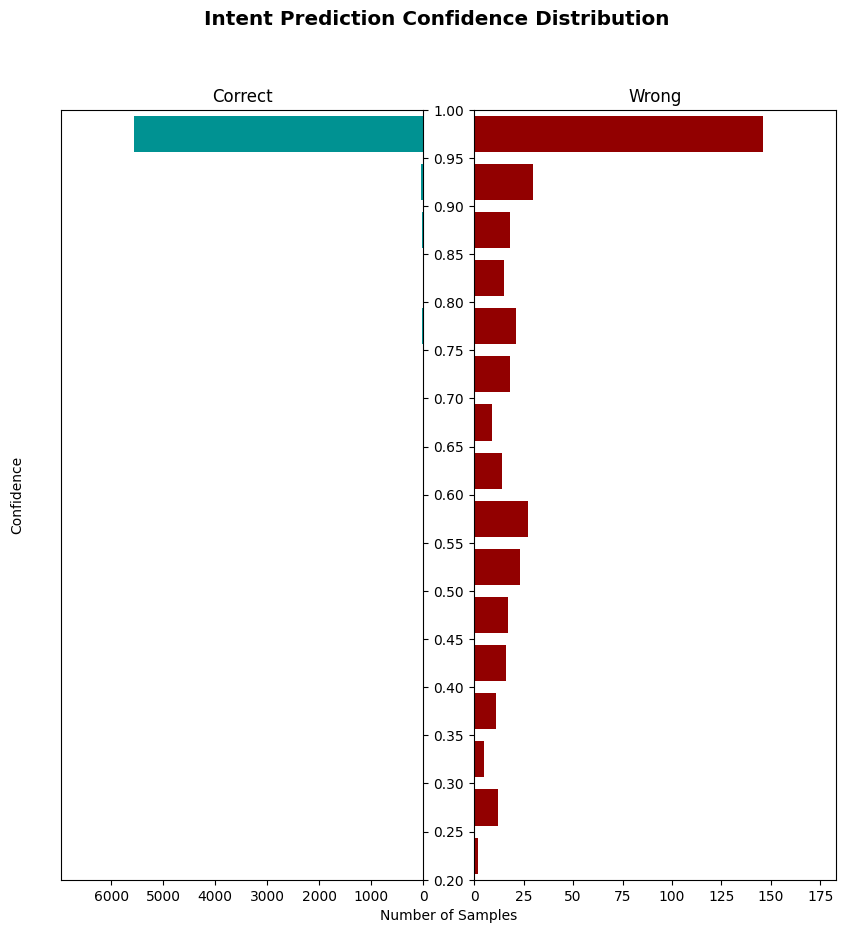 Intent Prediction Confidence Distribution
Correct
Wrong
1.00
0.95
0.90
0.85
0.80
0.75
0.70
0.65
0.60
0.55
0.50
0.45
0.40
0.35
0.30
0.25
0.20
Confidence
6000 5000 4000 3000 2000 1000 0
0 25 50 75 100 125 150 175
Number of Samples